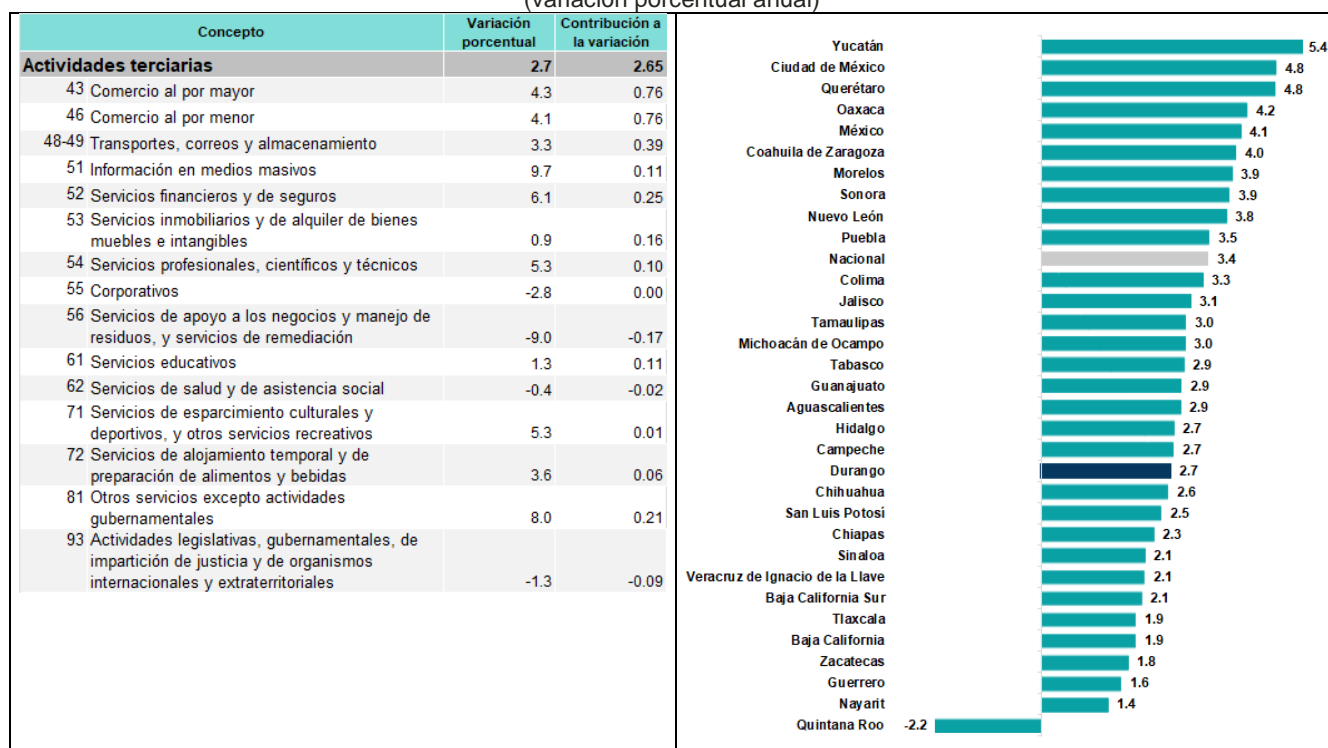 (variación porcentual anual)
Concepto Variación porcentual Contribución a la variación
Actividades terciarias 2.7 2.65
43 Comercio al por mayor 4.3 0.76
46 Comercio al por menor 4.1 0.76
48-49 Transportes, correos y almacenamiento 3.3 0.39
51 Información en medios masivos 9.7 0.11
52 Servicios financieros y de seguros 6.1 0.25
53 Servicios inmobiliarios y de alquiler de bienes
muebles e intangibles 0.9 0.16
54 Servicios profesionales, científicos y técnicos 5.3 0.10
55 Corporativos -2.8 0.00
56 Servicios de apoyo a los negocios y manejo de
residuos, y servicios de remediación -9.0 -0.17
61 Servicios educativos 1.3 0.11
62 Servicios de salud y de asistencia social -0.4 -0.02
71 Servicios de esparcimiento culturales y
deportivos, y otros servicios recreativos 5.3 0.01
72 Servicios de alojamiento temporal y de
preparación de alimentos y bebidas 3.6 0.06
81 Otros servicios excepto actividades
gubernamentales 8.0 0.21
93 Actividades legislativas, gubernamentales, de
impartición de justicia y de organismos
internacionales y extraterritoriales -1.3 -0.09
Yucatán 5.4
Ciudad de México 4.8
Querétaro 4.8
Oaxaca 4.2
México 4.1
Coahuila de Zaragoza 4.0
Morelos 3.9
Sonora 3.9
Nuevo León 3.8
Puebla 3.5
Nacional 3.4
Colima 3.3
Jalisco 3.1
Tamaulipas 3.0
Michoacán de Ocampo 3.0
Tabasco 2.9
Guanajuato 2.9
Aguascalientes 2.9
Hidalgo 2.7
Campeche 2.7
Durango 2.7
Chihuahua 2.6
San Luis Potosí 2.5
Chiapas 2.3
Sinaloa 2.1
Veracruz de Ignacio de la Llave 2.1
Baja California Sur 2.1
Tlaxcala 1.9
Baja California 1.9
Zacatecas 1.8
Guerrero 1.6
Nayarit 1.4
Quintana Roo -2.2